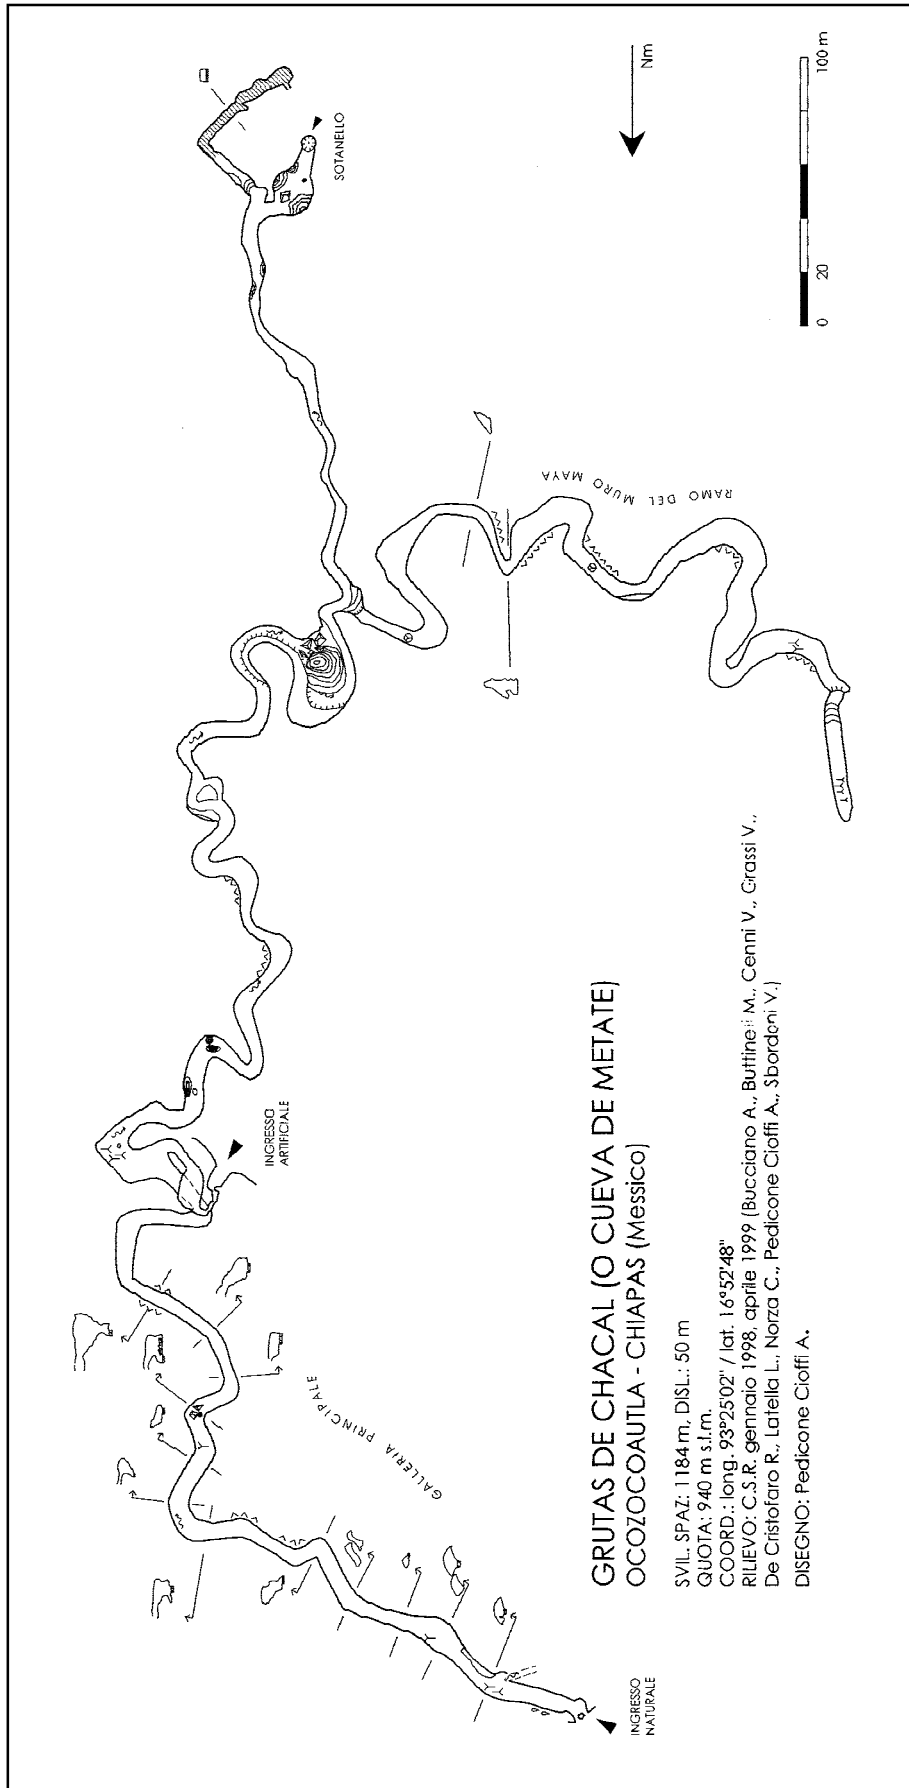 GRUTAS DE CHACAL (O CUEVA DE METATE)
OCOZOCOAUTLA - CHIAPAS (Messico)
SVIL. SPAZ: 1184 m, DISL.: 50 m
QUOTA: 940 m s.l.m.
COORD.: long. 93°25'02" / lat. 16°52'48"
RILIEVO: C.S.R. gennaio 1998, aprile 1999 (Bucciano A., Buttinelli M., Cenni V., Grassi V.,
De Cristofaro R., Latella L., Norza C., Pedicone Cioffi A., Sbordoni V.)
DISEGNO: Pedicone Cioffi A.
INGRESSO
NATURALE
GALLERIA PRINCIPALE
INGRESSO
ARTIFICIALE
RAMO DEL MURO MAYA
SOTANELLO
Nm
0 20 100 m